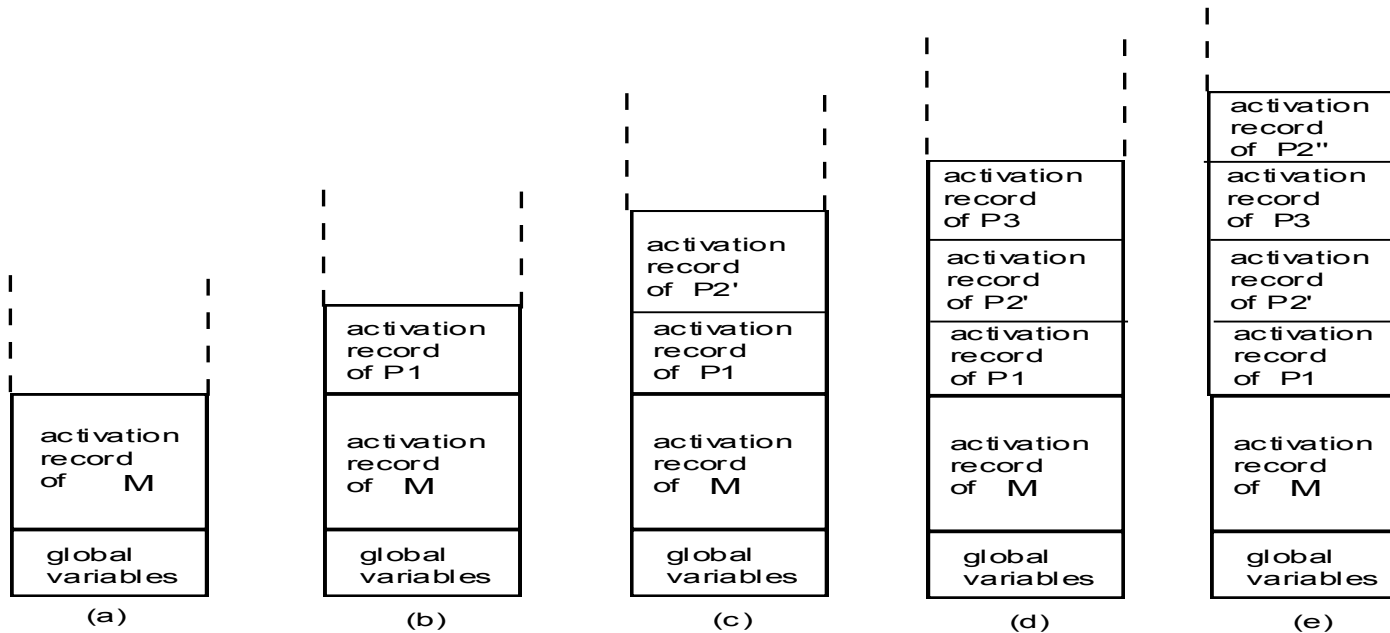 activation
record
of M
global
variables
(a)
activation
record
of P1
activation
record
of M
global
variables
(b)
activation
record
of P2'
activation
record
of P1
activation
record
of M
global
variables
(c)
activation
record
of P3
activation
record
of P2'
activation
record
of P1
activation
record
of M
global
variables
(d)
activation
record
of P2"
activation
record
of P3
activation
record
of P2'
activation
record
of P1
activation
record
of M
global
variables
(e)